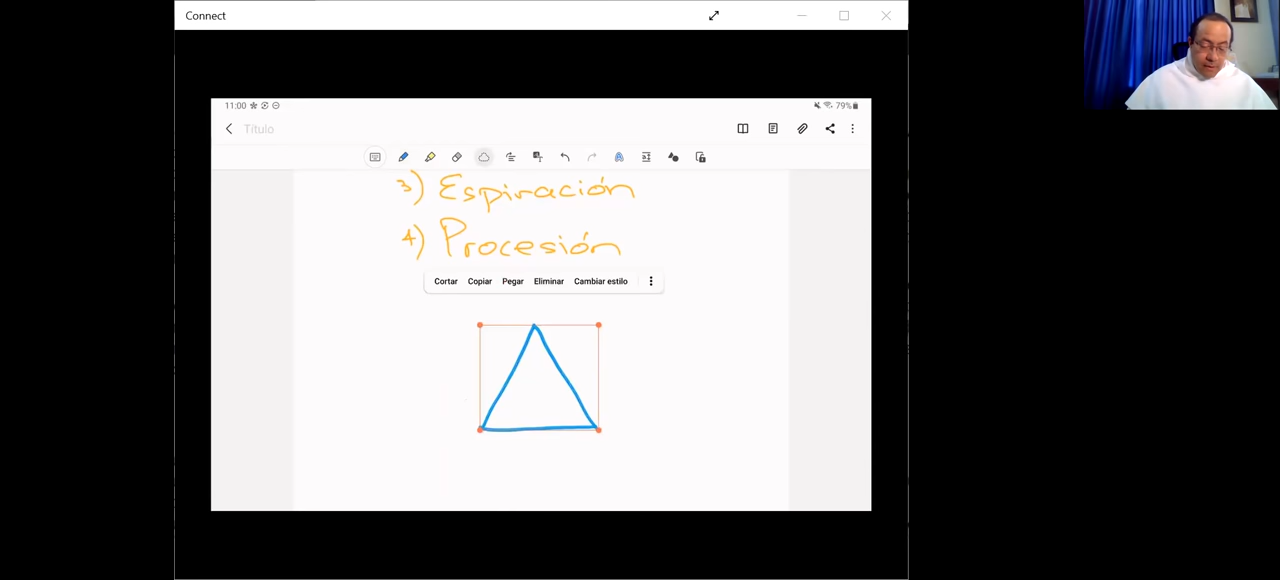 Connect
11:00
79%
Título
3) Espiración
4) Procesión
Cortar Copiar Pegar Eliminar Cambiar estilo